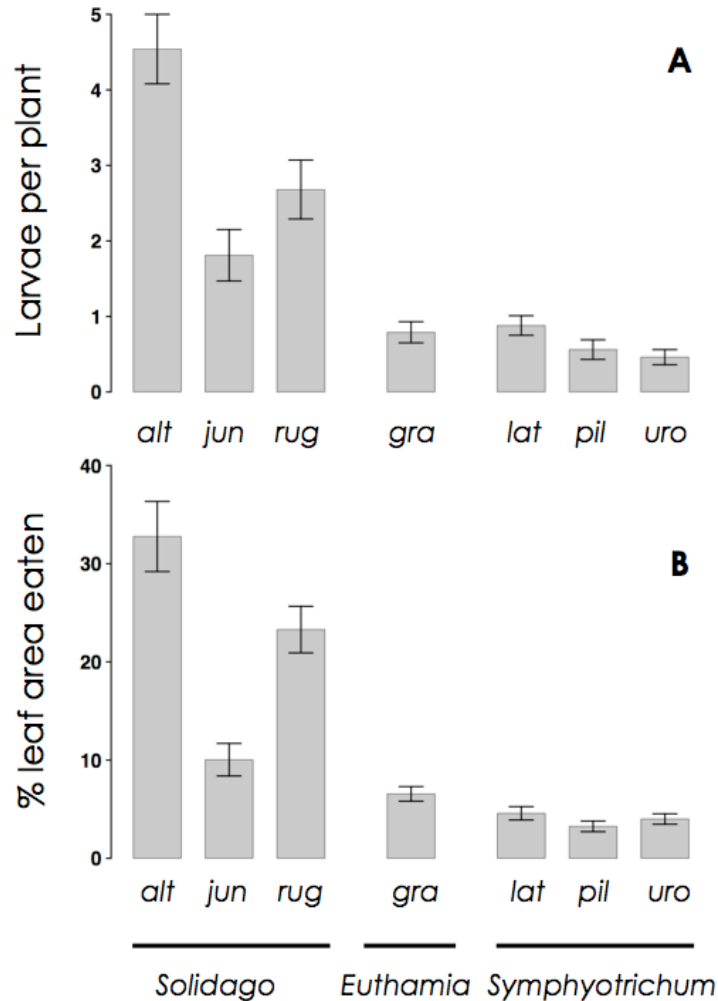 Larvae per plant
5
4
3
2
1
0
A
alt jun rug gra lat pil uro
% leaf area eaten
40
30
20
10
0
B
alt jun rug gra lat pil uro
Solidago Euthamia Symphyotrichum